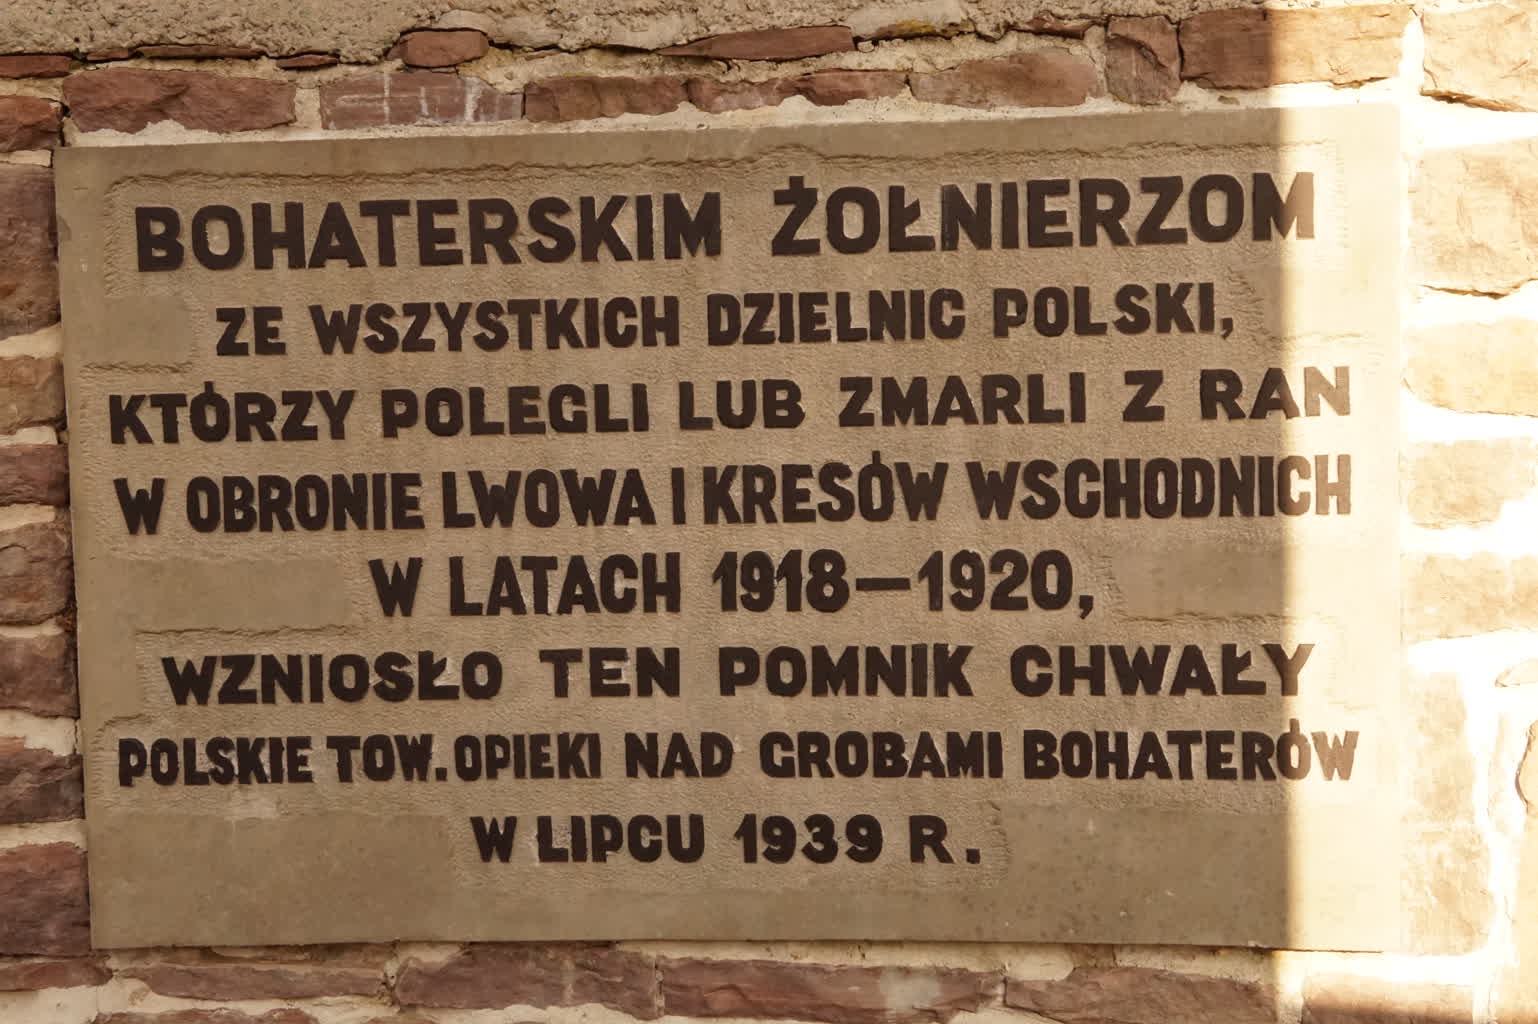 BOHATERSKIM ŻOŁNIERZOM
ZE WSZYSTKICH DZIELNIC POLSKI,
KTÓRZY POLEGLI LUB ZMARLI Z RAN
W OBRONIE LWOWA I KRESÓW WSCHODNICH
W LATACH 1918—1920,
WZNIOSŁO TEN POMNIK CHWAŁY
POLSKIE TOW. OPIEKI NAD GROBAMI BOHATERÓW
W LIPCU 1939 R.